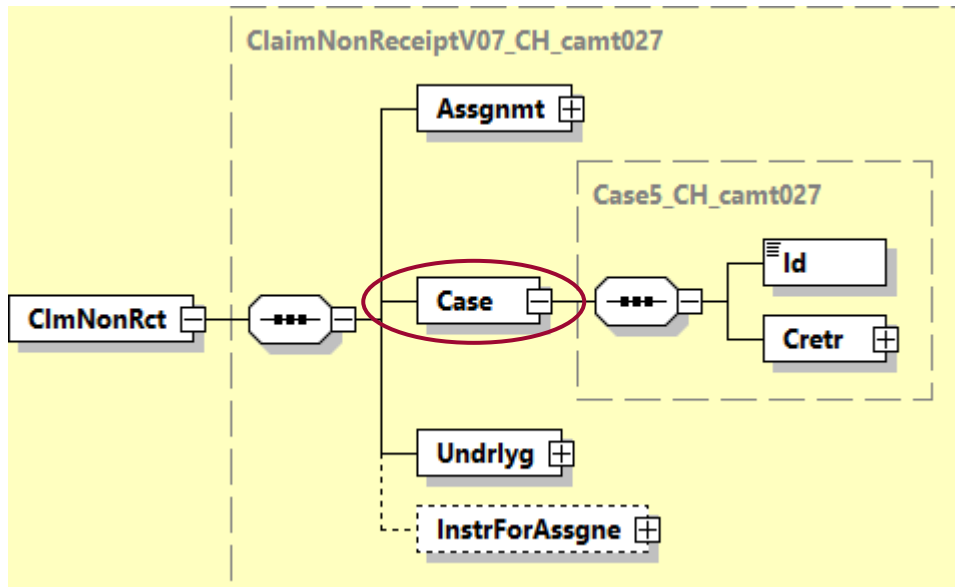 ClaimNonReceiptV07_CH_camt027
Assgnmt
Case5_CH_camt027
Id
ClmNonRct
Case
Cretr
Undrlyg
InstrForAssgne